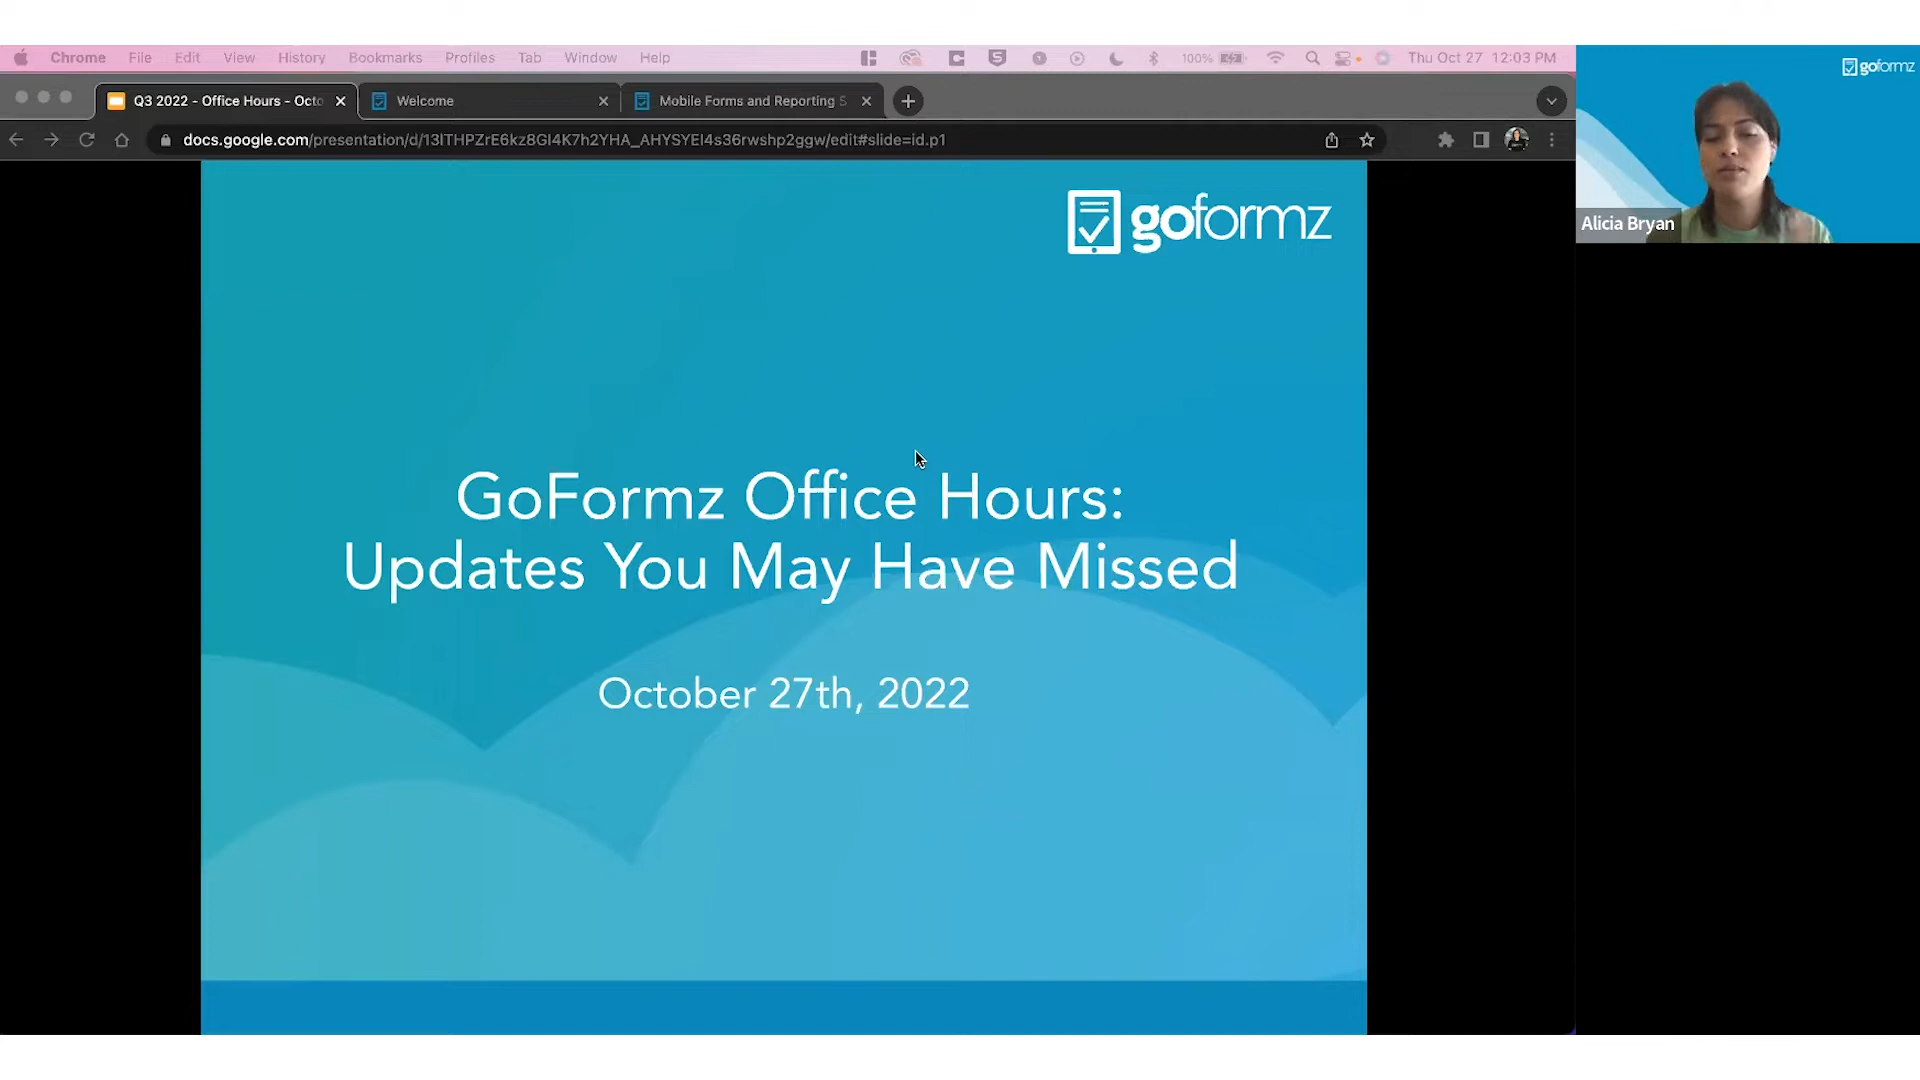 Chrome File Edit View History Bookmarks Profiles Tab Window Help 100% Thu Oct 27 12:03 PM
goformz
Q3 2022 - Office Hours - Octo Welcome Mobile Forms and Reporting S
docs.google.com/presentation/d/13lTHPZrE6kz8Gl4K7h2YHA_AHYSYEl4s36rwshp2ggw/edit#slide=id.p1
Alicia Bryan
goformz
GoFormz Office Hours:
Updates You May Have Missed
October 27th, 2022